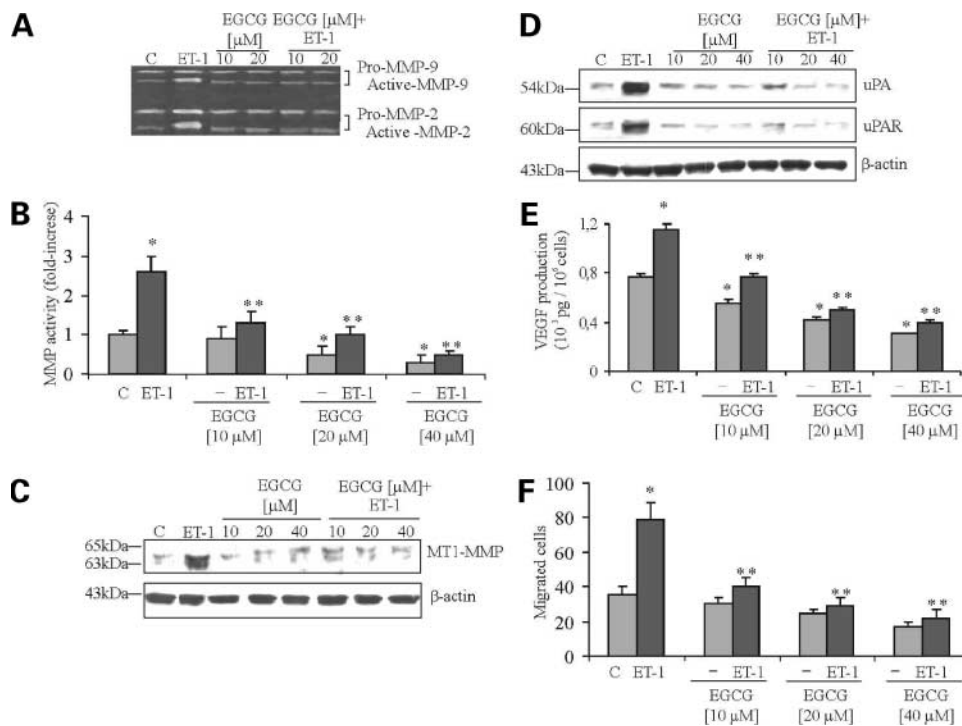 A
EGCG EGCG [µM]+
[µM] ET-1
C ET-1 10 20 10 20
Pro-MMP-9
Active-MMP-9
Pro-MMP-2
Active -MMP-2
B
MMP activity (fold-increse)
4
3
2
1
0
*
**
*
**
*
**
C ET-1 – ET-1 – ET-1 – ET-1
EGCG EGCG EGCG
[10 µM] [20 µM] [40 µM]
C
EGCG EGCG [µM]+
[µM] ET-1
C ET-1 10 20 40 10 20 40
65kDa
63kDa
MT1-MMP
43kDa
β-actin
D
EGCG EGCG [µM]+
[µM] ET-1
C ET-1 10 20 40 10 20 40
54kDa
uPA
60kDa
uPAR
43kDa
β-actin
E
VEGF production
(10³ pg / 10⁶ cells)
1,2
0,8
0,4
0
*
*
**
*
**
*
**
C ET-1 – ET-1 – ET-1 – ET-1
EGCG EGCG EGCG
[10 µM] [20 µM] [40 µM]
F
Migrated cells
100
80
60
40
20
0
*
**
**
**
C ET-1 – ET-1 – ET-1 – ET-1
EGCG EGCG EGCG
[10 µM] [20 µM] [40 µM]